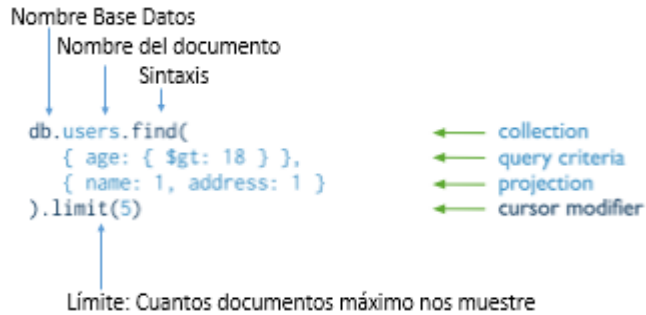 Nombre Base Datos
Nombre del documento
Sintaxis
db.users.find( collection
{ age: { $gt: 18 } }, query criteria
{ name: 1, address: 1 } projection
).limit(5) cursor modifier
Límite: Cuantos documentos máximo nos muestre